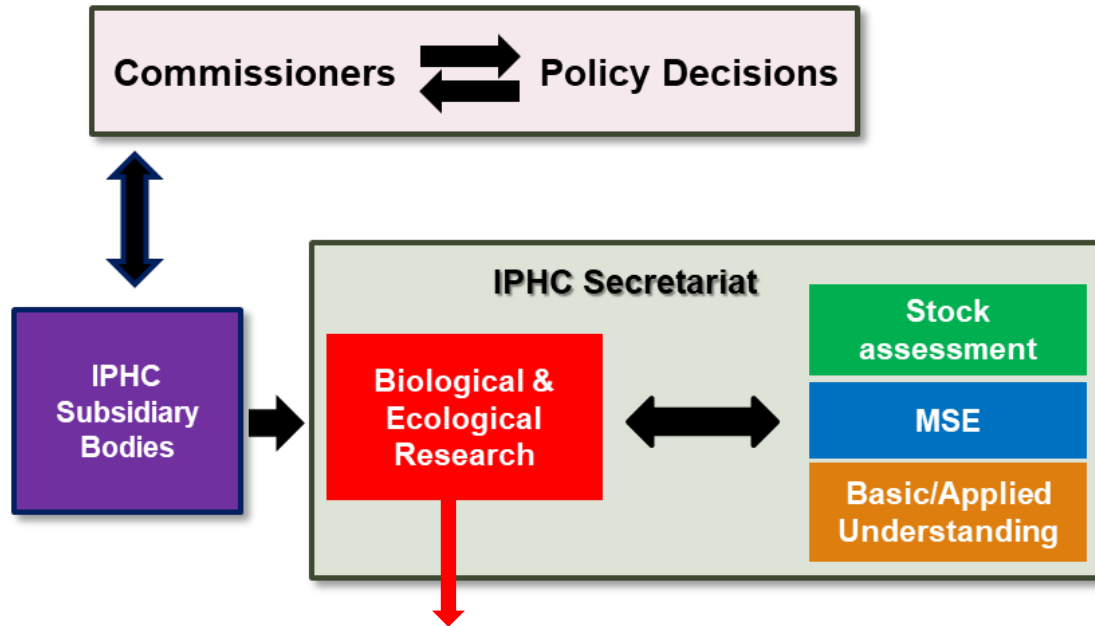 Commissioners Policy Decisions
IPHC Secretariat
IPHC
Subsidiary
Bodies
Biological &
Ecological
Research
Stock
assessment
MSE
Basic/Applied
Understanding